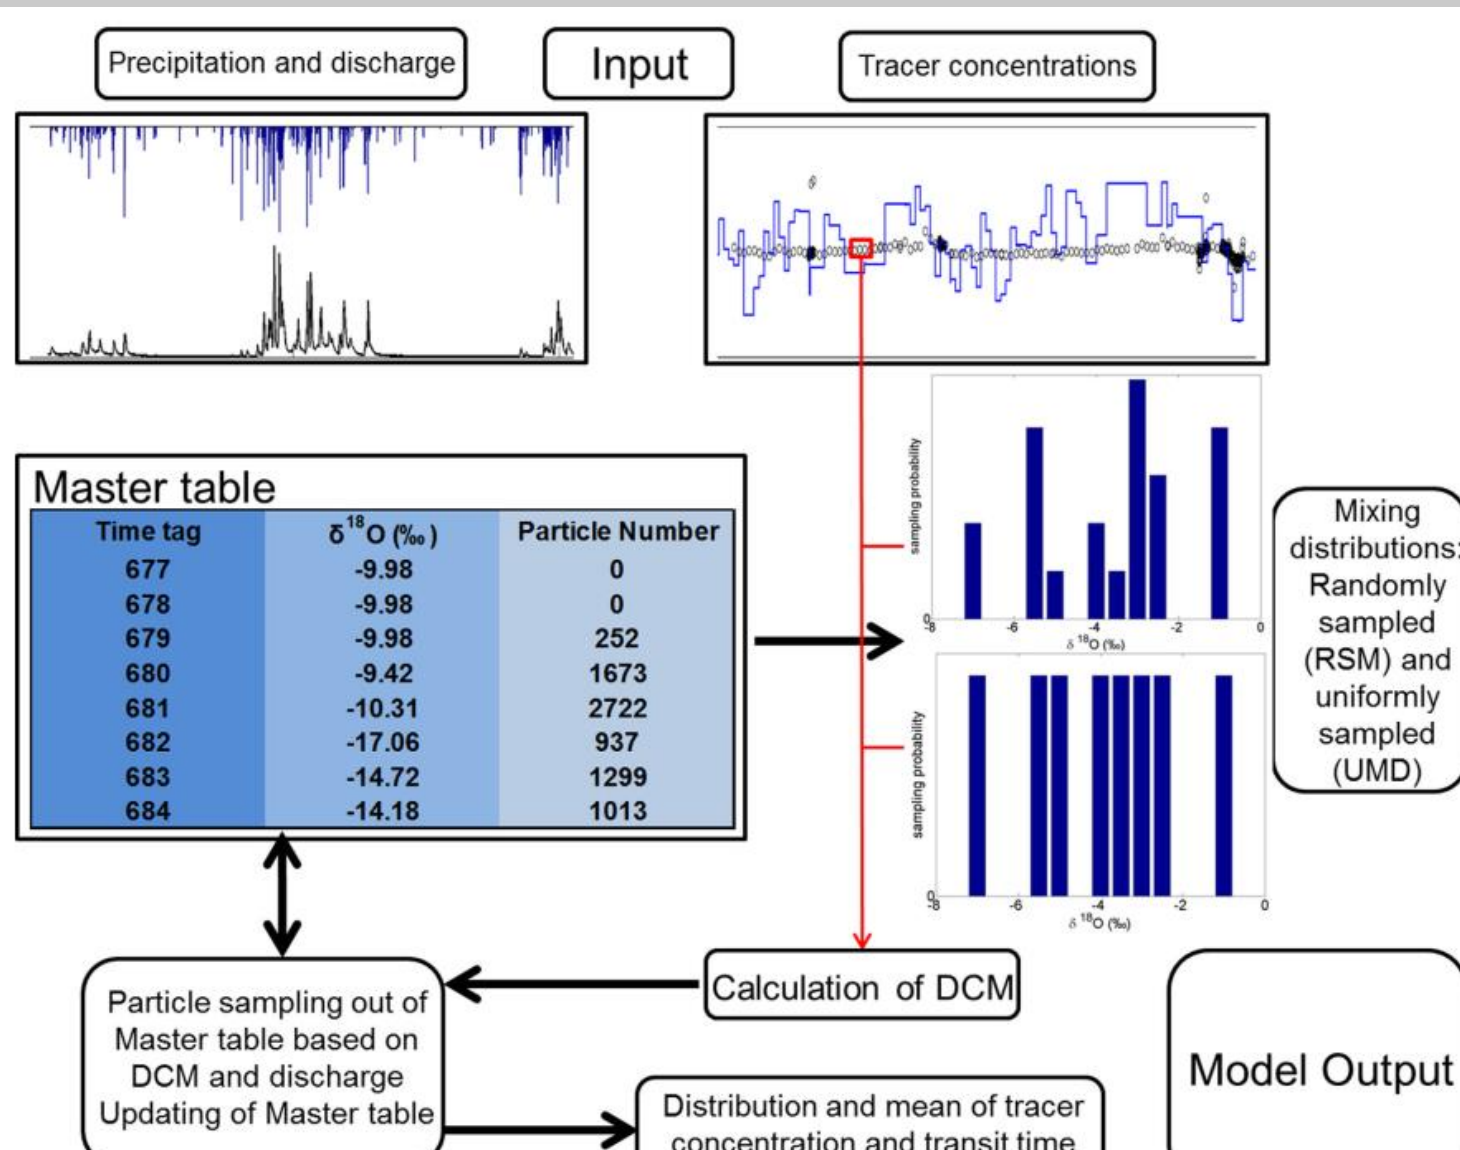 Precipitation and discharge
Input
Tracer concentrations
Master table
Time tag δ18O (‰) Particle Number
677 -9.98 0
678 -9.98 0
679 -9.98 252
680 -9.42 1673
681 -10.31 2722
682 -17.06 937
683 -14.72 1299
684 -14.18 1013
sampling probability
0
-8 -6 -4 -2 0
δ 18O (‰)
sampling probability
0
-8 -6 -4 -2 0
δ 18O (‰)
Mixing
distributions:
Randomly
sampled
(RSM) and
uniformly
sampled
(UMD)
Calculation of DCM
Particle sampling out of
Master table based on
DCM and discharge
Updating of Master table
Distribution and mean of tracer
concentration and transit time
Model Output